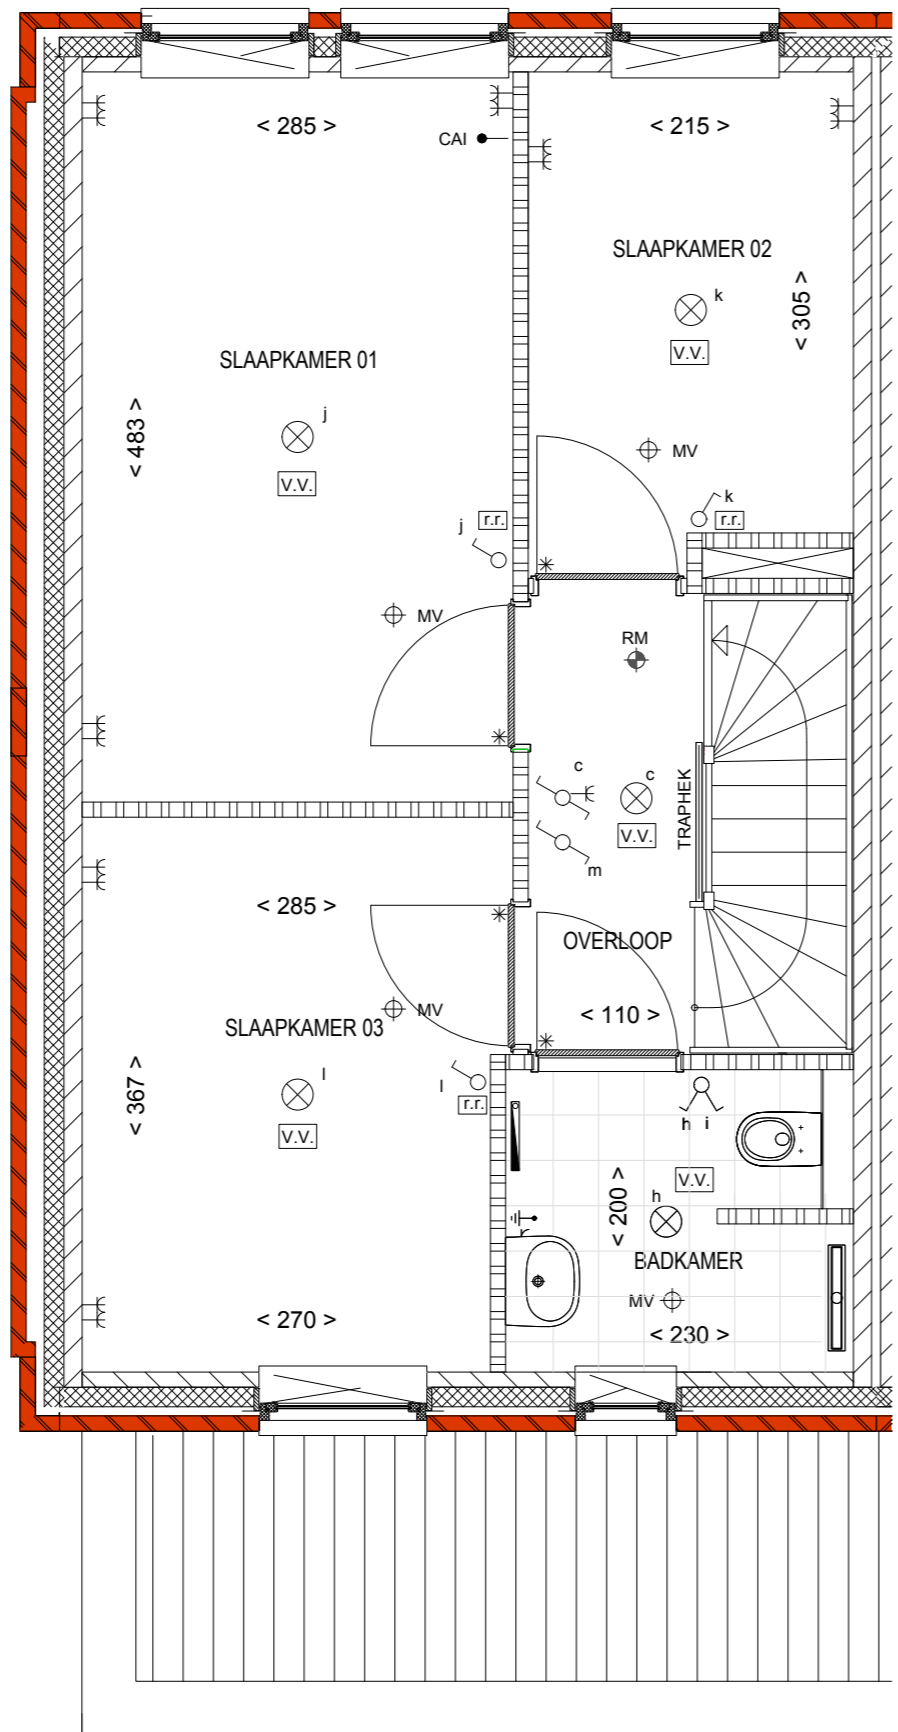 < 285 >
< 215 >
CAI
SLAAPKAMER 02
k
< 305 >
V.V.
SLAAPKAMER 01
j
< 483 >
MV
V.V.
k
r.r.
j
r.r.
MV
RM
c
c
TRAPHEK
V.V.
m
< 285 >
OVERLOOP
MV
< 110 >
SLAAPKAMER 03
l
< 367 >
l
r.r.
V.V.
h i
V.V.
< 200 >
h
r
BADKAMER
MV
< 270 >
< 230 >